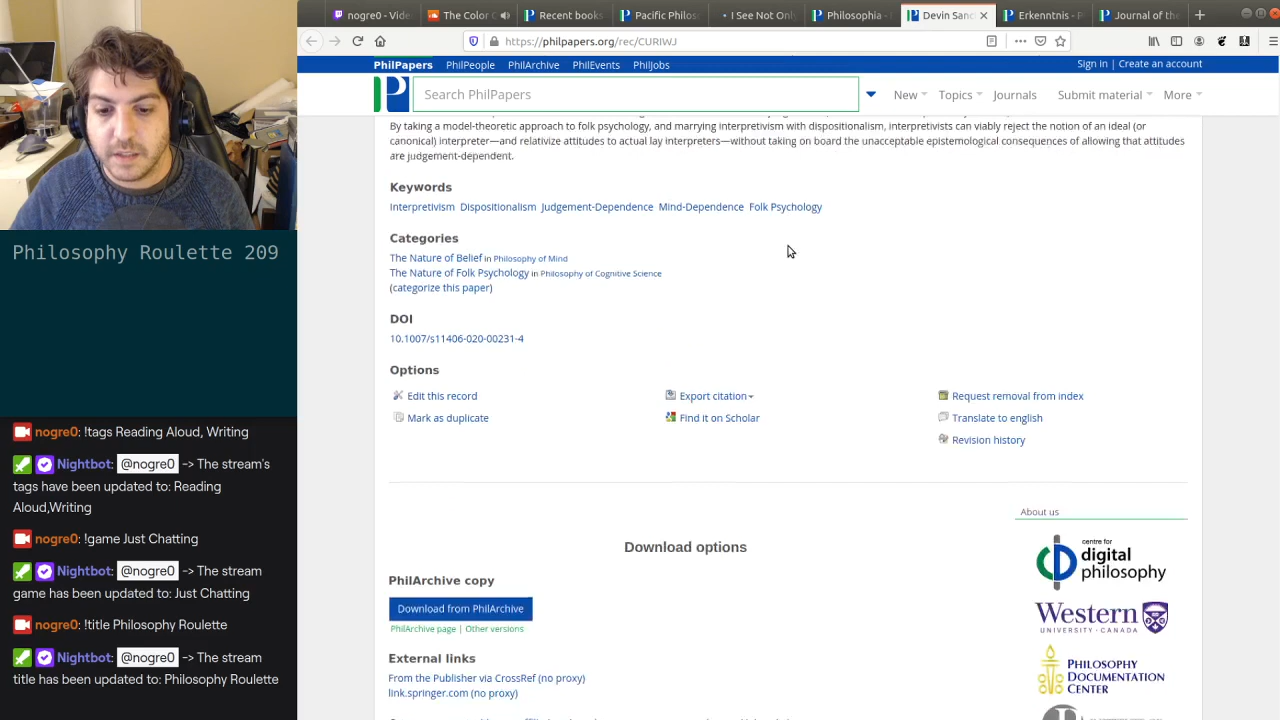 nogre0 - Vide
The Color
Recent books
Pacific Philos
I See Not Onl
Philosophia -
Devin Sanc
Erkenntnis -
Journal of the
https://philpapers.org/rec/CURIWJ
PhilPapers PhilPeople PhilArchive PhilEvents PhilJobs
Sign in | Create an account
P
Search PhilPapers
New Topics Journals Submit material More
By taking a model-theoretic approach to folk psychology, and marrying interpretivism with dispositionalism, interpretivists can viably reject the notion of an ideal (or
canonical) interpreter—and relativize attitudes to actual lay interpreters—without taking on board the unacceptable epistemological consequences of allowing that attitudes
are judgement-dependent.
Keywords
Interpretivism Dispositionalism Judgement-Dependence Mind-Dependence Folk Psychology
Categories
The Nature of Belief in Philosophy of Mind
The Nature of Folk Psychology in Philosophy of Cognitive Science
(categorize this paper)
DOI
10.1007/s11406-020-00231-4
Options
Edit this record
Export citation
Request removal from index
Mark as duplicate
Find it on Scholar
Translate to english
Revision history
About us
centre for
digital
philosophy
Western
UNIVERSITY · CANADA
PHILOSOPHY
DOCUMENTATION
CENTER
Download options
PhilArchive copy
Download from PhilArchive
PhilArchive page | Other versions
External links
From the Publisher via CrossRef (no proxy)
link.springer.com (no proxy)
Philosophy Roulette 209
nogre0: !tags Reading Aloud, Writing
Nightbot: @nogre0 -> The stream's
tags have been updated to: Reading
Aloud,Writing
nogre0: !game Just Chatting
Nightbot: @nogre0 -> The stream
game has been updated to: Just Chatting
nogre0: !title Philosophy Roulette
Nightbot: @nogre0 -> The stream
title has been updated to: Philosophy Roulette